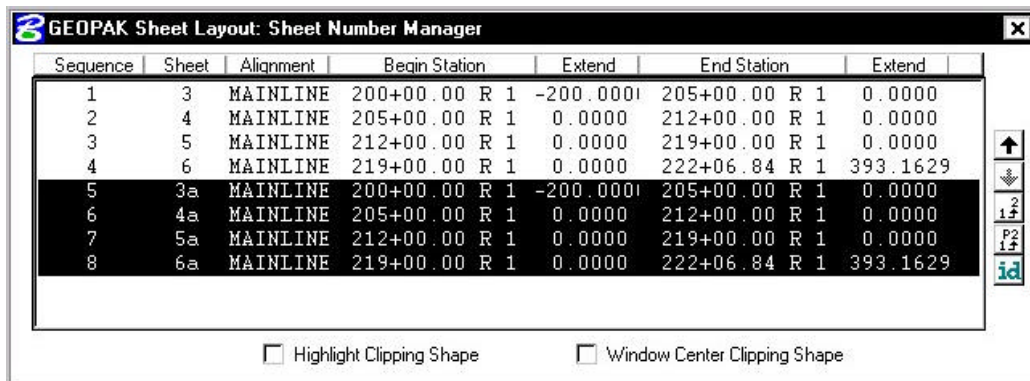 GEOPAK Sheet Layout: Sheet Number Manager
Sequence Sheet Alignment Begin Station Extend End Station Extend
1 3 MAINLINE 200+00.00 R 1 -200.000 205+00.00 R 1 0.0000
2 4 MAINLINE 205+00.00 R 1 0.0000 212+00.00 R 1 0.0000
3 5 MAINLINE 212+00.00 R 1 0.0000 219+00.00 R 1 0.0000
4 6 MAINLINE 219+00.00 R 1 0.0000 222+06.84 R 1 393.1629
5 3a MAINLINE 200+00.00 R 1 -200.000 205+00.00 R 1 0.0000
6 4a MAINLINE 205+00.00 R 1 0.0000 212+00.00 R 1 0.0000
7 5a MAINLINE 212+00.00 R 1 0.0000 219+00.00 R 1 0.0000
8 6a MAINLINE 219+00.00 R 1 0.0000 222+06.84 R 1 393.1629
1 2
P2 1
id
Highlight Clipping Shape Window Center Clipping Shape